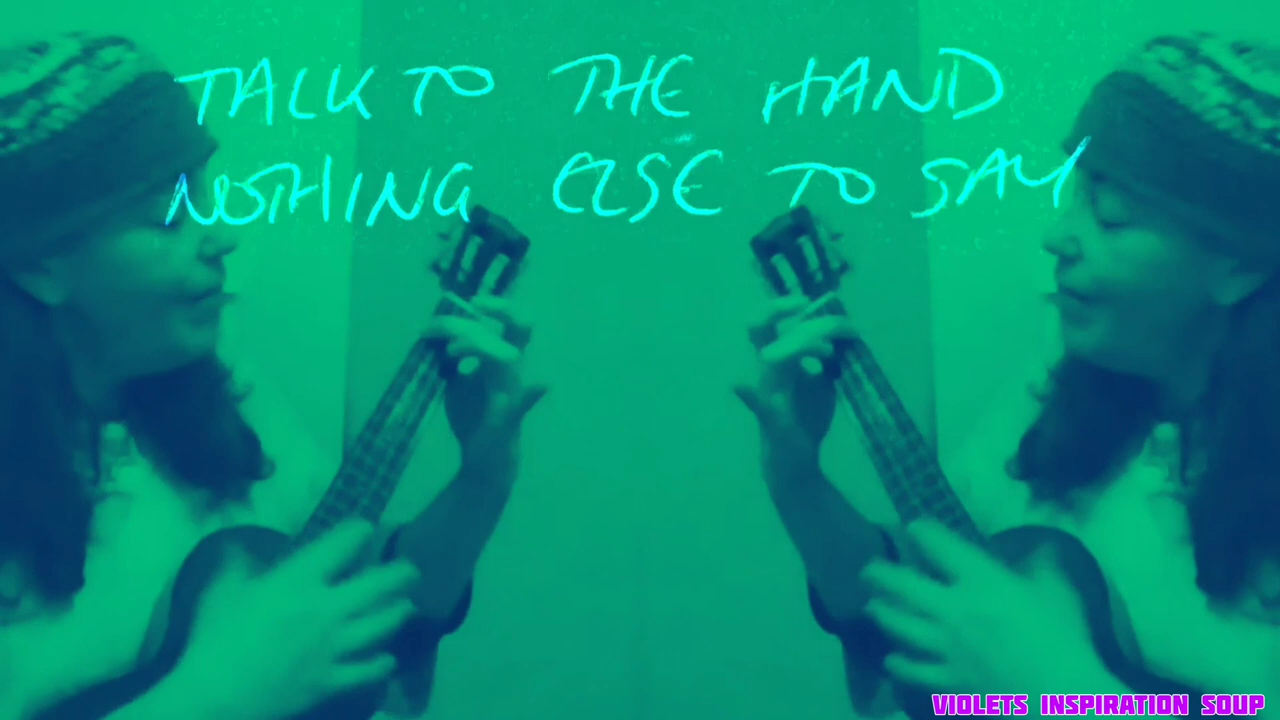 TALK TO THE HAND
NOTHING ELSE TO SAY
VIOLETS INSPIRATION SOUP